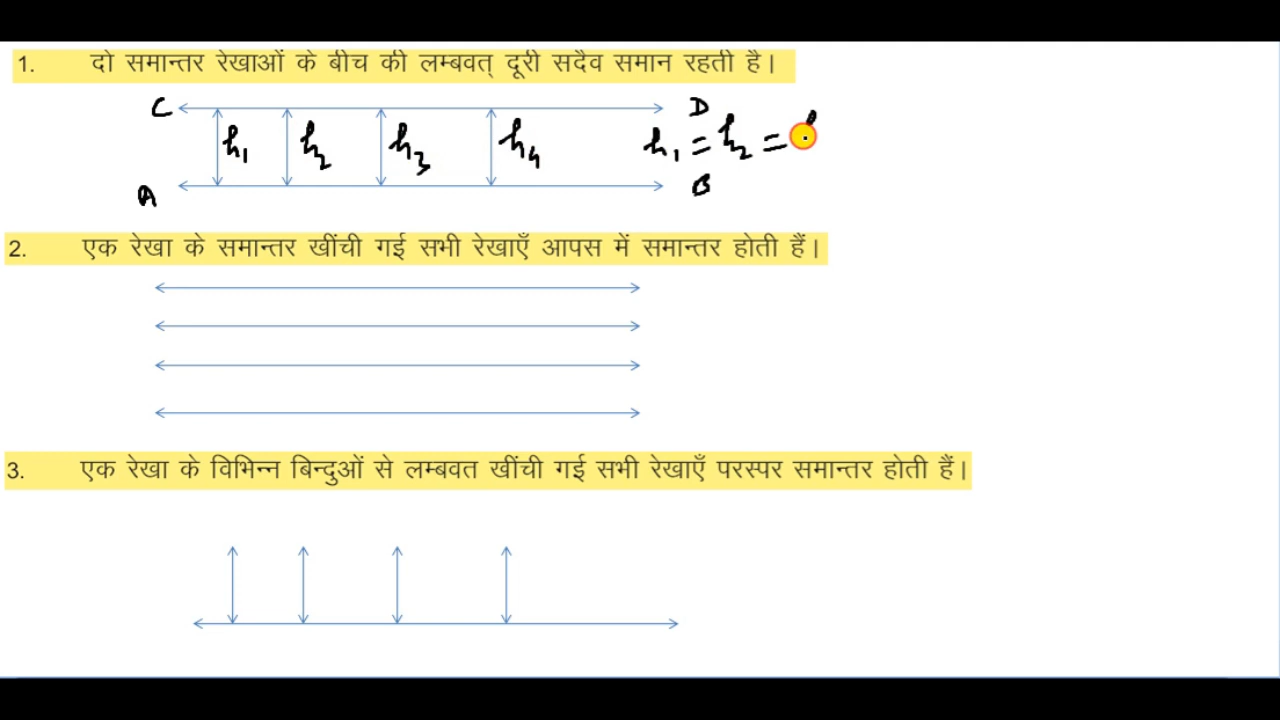 1. दो समान्तर रेखाओं के बीच की लम्बवत् दूरी सदैव समान रहती है।
C D
h₁ h₂ h₃ h₄ h₁ = h₂ =
A B
2. एक रेखा के समान्तर खींची गई सभी रेखाएँ आपस में समान्तर होती हैं।
3. एक रेखा के विभिन्न बिन्दुओं से लम्बवत खींची गई सभी रेखाएँ परस्पर समान्तर होती हैं।